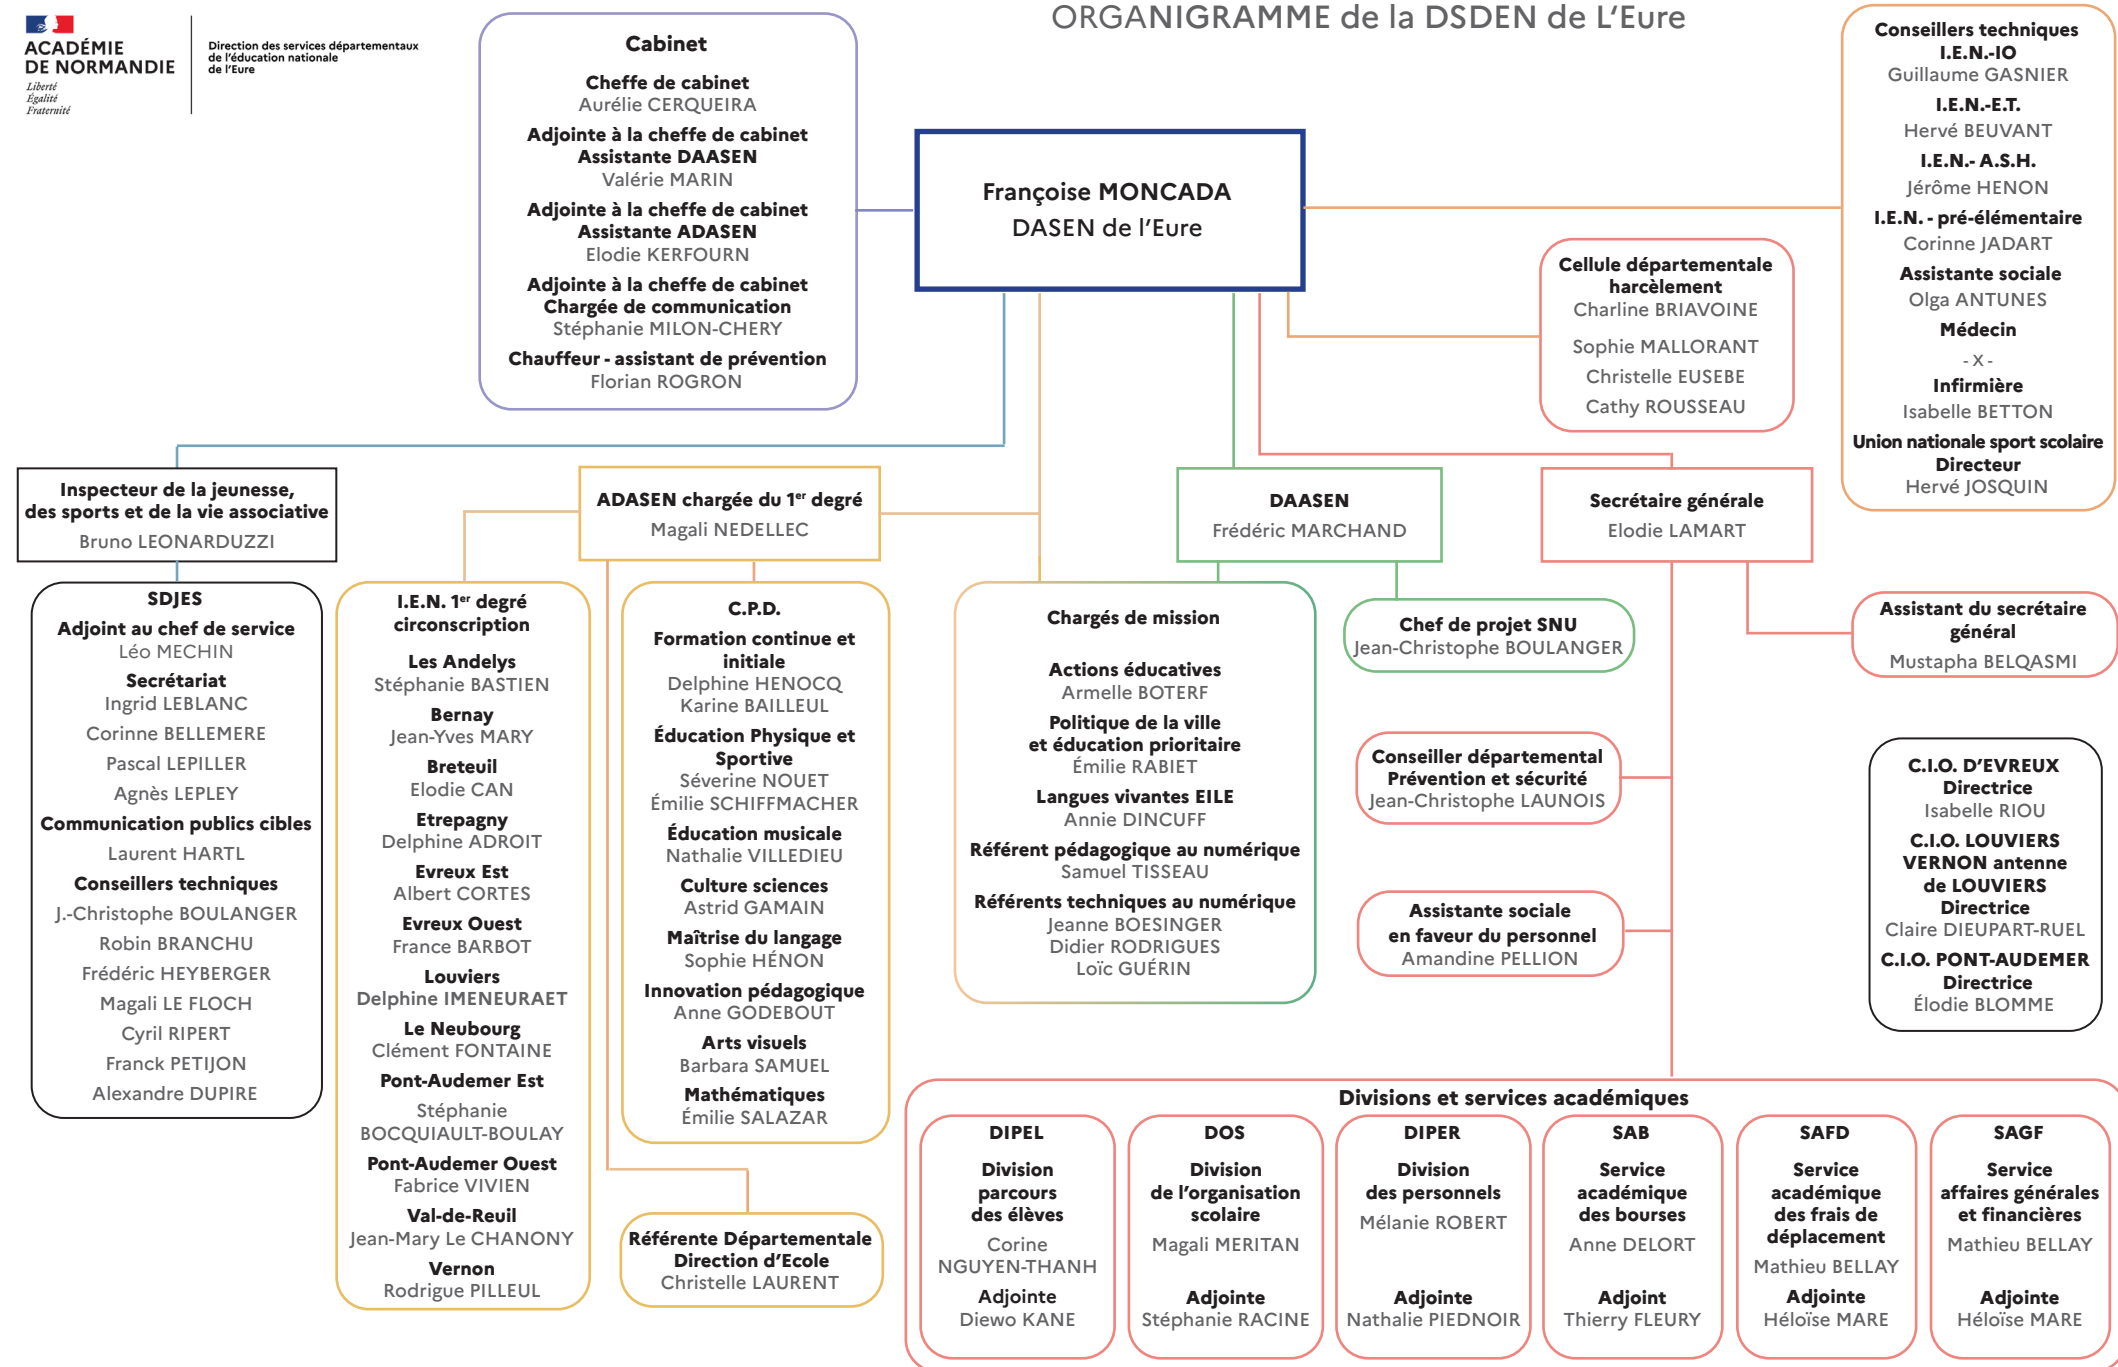 ACADÉMIE
DE NORMANDIE
Liberté
Égalité
Fraternité
Direction des services départementaux
de l'éducation nationale
de l'Eure
ORGANIGRAMME de la DSDEN de L'Eure
Cabinet
Cheffe de cabinet
Aurélie CERQUEIRA
Adjointe à la cheffe de cabinet
Assistante DAASEN
Valérie MARIN
Adjointe à la cheffe de cabinet
Assistante ADASEN
Elodie KERFOURN
Adjointe à la cheffe de cabinet
Chargée de communication
Stéphanie MILON-CHERY
Chauffeur - assistant de prévention
Florian ROGRON
Françoise MONCADA
DASEN de l'Eure
Conseillers techniques
I.E.N.-IO
Guillaume GASNIER
I.E.N.-E.T.
Hervé BEUVANT
I.E.N.- A.S.H.
Jérôme HENON
I.E.N. - pré-élémentaire
Corinne JADART
Assistante sociale
Olga ANTUNES
Médecin
- X -
Infirmière
Isabelle BETTON
Union nationale sport scolaire
Directeur
Hervé JOSQUIN
Cellule départementale
harcèlement
Charline BRIAVOINE
Sophie MALLORANT
Christelle EUSEBE
Cathy ROUSSEAU
Inspecteur de la jeunesse,
des sports et de la vie associative
Bruno LEONARDUZZI
ADASEN chargée du 1er degré
Magali NEDELLEC
DAASEN
Frédéric MARCHAND
Secrétaire générale
Elodie LAMART
SDJES
Adjoint au chef de service
Léo MECHIN
Secrétariat
Ingrid LEBLANC
Corinne BELLEMERE
Pascal LEPILLER
Agnès LEPLEY
Communication publics cibles
Laurent HARTL
Conseillers techniques
J.-Christophe BOULANGER
Robin BRANCHU
Frédéric HEYBERGER
Magali LE FLOCH
Cyril RIPERT
Franck PETIJON
Alexandre DUPIRE
I.E.N. 1er degré
circonscription
Les Andelys
Stéphanie BASTIEN
Bernay
Jean-Yves MARY
Breteuil
Elodie CAN
Etrepagny
Delphine ADROIT
Evreux Est
Albert CORTES
Evreux Ouest
France BARBOT
Louviers
Delphine IMENEURAET
Le Neubourg
Clément FONTAINE
Pont-Audemer Est
Stéphanie
BOCQUIAULT-BOULAY
Pont-Audemer Ouest
Fabrice VIVIEN
Val-de-Reuil
Jean-Mary Le CHANONY
Vernon
Rodrigue PILLEUL
C.P.D.
Formation continue et
initiale
Delphine HENOCQ
Karine BAILLEUL
Éducation Physique et
Sportive
Séverine NOUET
Émilie SCHIFFMACHER
Éducation musicale
Nathalie VILLEDIEU
Culture sciences
Astrid GAMAIN
Maîtrise du langage
Sophie HÉNON
Innovation pédagogique
Anne GODEBOUT
Arts visuels
Barbara SAMUEL
Mathématiques
Émilie SALAZAR
Référente Départementale
Direction d'Ecole
Christelle LAURENT
Chargés de mission
Actions éducatives
Armelle BOTERF
Politique de la ville
et éducation prioritaire
Émilie RABIET
Langues vivantes EILE
Annie DINCUFF
Référent pédagogique au numérique
Samuel TISSEAU
Référents techniques au numérique
Jeanne BOESINGER
Didier RODRIGUES
Loïc GUÉRIN
Chef de projet SNU
Jean-Christophe BOULANGER
Assistant du secrétaire
général
Mustapha BELQASMI
Conseiller départemental
Prévention et sécurité
Jean-Christophe LAUNOIS
Assistante sociale
en faveur du personnel
Amandine PELLION
C.I.O. D'EVREUX
Directrice
Isabelle RIOU
C.I.O. LOUVIERS
VERNON antenne
de LOUVIERS
Directrice
Claire DIEUPART-RUEL
C.I.O. PONT-AUDEMER
Directrice
Élodie BLOMME
Divisions et services académiques
DIPEL
Division
parcours
des élèves
Corine
NGUYEN-THANH
Adjointe
Diewo KANE
DOS
Division
de l'organisation
scolaire
Magali MERITAN
Adjointe
Stéphanie RACINE
DIPER
Division
des personnels
Mélanie ROBERT
Adjointe
Nathalie PIEDNOIR
SAB
Service
académique
des bourses
Anne DELORT
Adjoint
Thierry FLEURY
SAFD
Service
académique
des frais de
déplacement
Mathieu BELLAY
Adjointe
Héloïse MARE
SAGF
Service
affaires générales
et financières
Mathieu BELLAY
Adjointe
Héloïse MARE